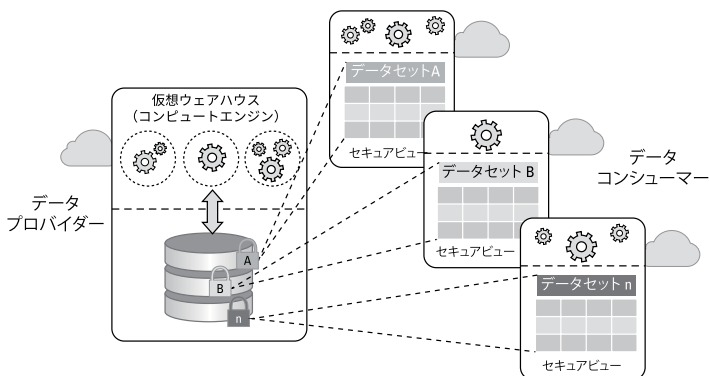 仮想ウェアハウス
（コンピュートエンジン）
データ
プロバイダー
A
B
n
データセットA
セキュアビュー
データセット B
セキュアビュー
データセット n
セキュアビュー
データ
コンシューマー